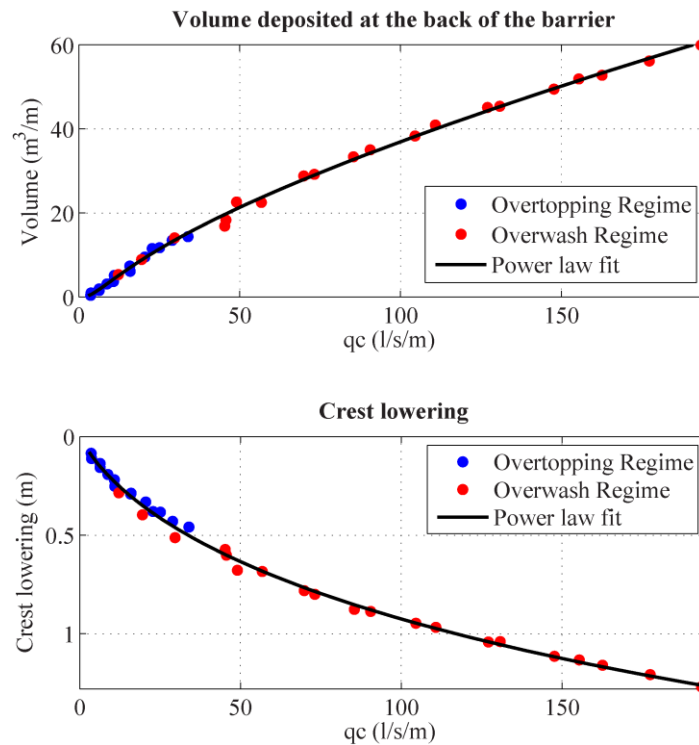 Volume deposited at the back of the barrier
60
40
20
0
Volume (m³/m)
Overtopping Regime
Overwash Regime
Power law fit
0 50 100 150
qc (l/s/m)
Crest lowering
0
0.5
1
Crest lowering (m)
Overtopping Regime
Overwash Regime
Power law fit
0 50 100 150
qc (l/s/m)